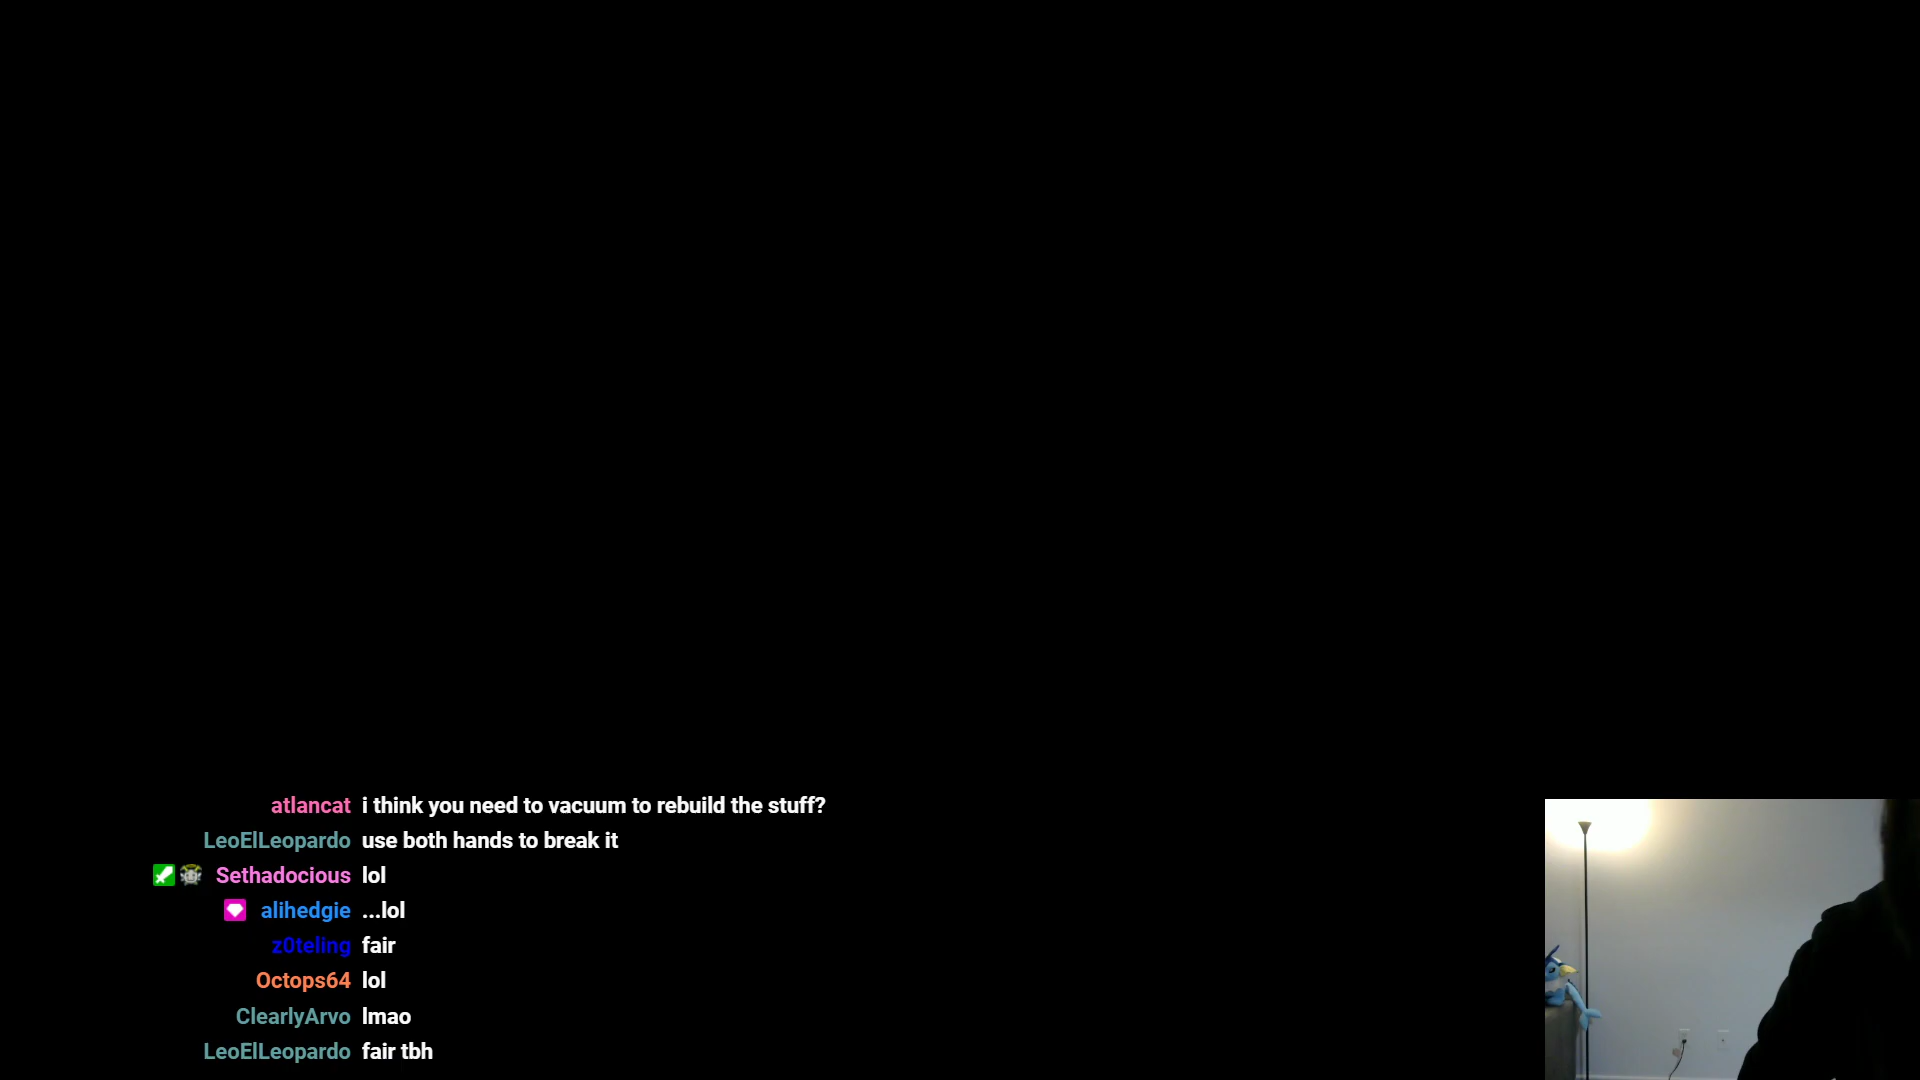 atlancat i think you need to vacuum to rebuild the stuff?
LeoElLeopardo use both hands to break it
Sethadocious lol
alihedgie ...lol
z0teling fair
Octops64 lol
ClearlyArvo lmao
LeoElLeopardo fair tbh